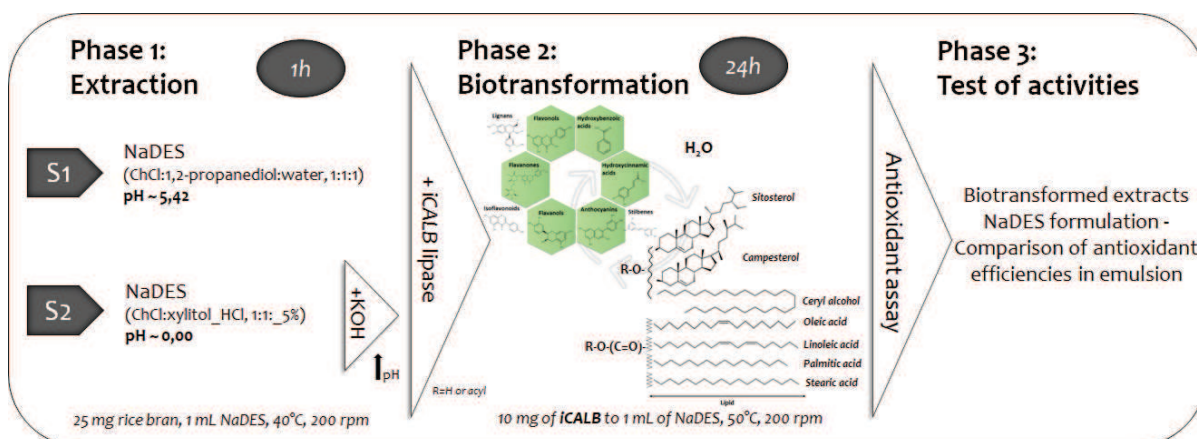 Phase 1:
Extraction
1h
S1
NaDES
(ChCl:1,2-propanediol:water, 1:1:1)
pH ~ 5,42
S2
NaDES
(ChCl:xylitol_HCl, 1:1:_5%)
pH ~ 0,00
+KOH
pH
25 mg rice bran, 1 mL NaDES, 40°C, 200 rpm
+ iCALB lipase
Phase 2:
Biotransformation
24h
Lignans
Flavanols
Hydroxybenzoic
acids
Flavanones
Hydroxycinnamic
acids
Isoflavonoids
Flavanols
Anthocyanins
Stilbenes
H₂O
Sitosterol
Campesterol
R-O-
Ceryl alcohol
Oleic acid
R-O-(C=O)-
Linoleic acid
Palmitic acid
Stearic acid
R=H or acyl
Lipid
10 mg of iCALB to 1 mL of NaDES, 50°C, 200 rpm
Antioxidant assay
Phase 3:
Test of activities
Biotransformed extracts
NaDES formulation -
Comparison of antioxidant
efficiencies in emulsion